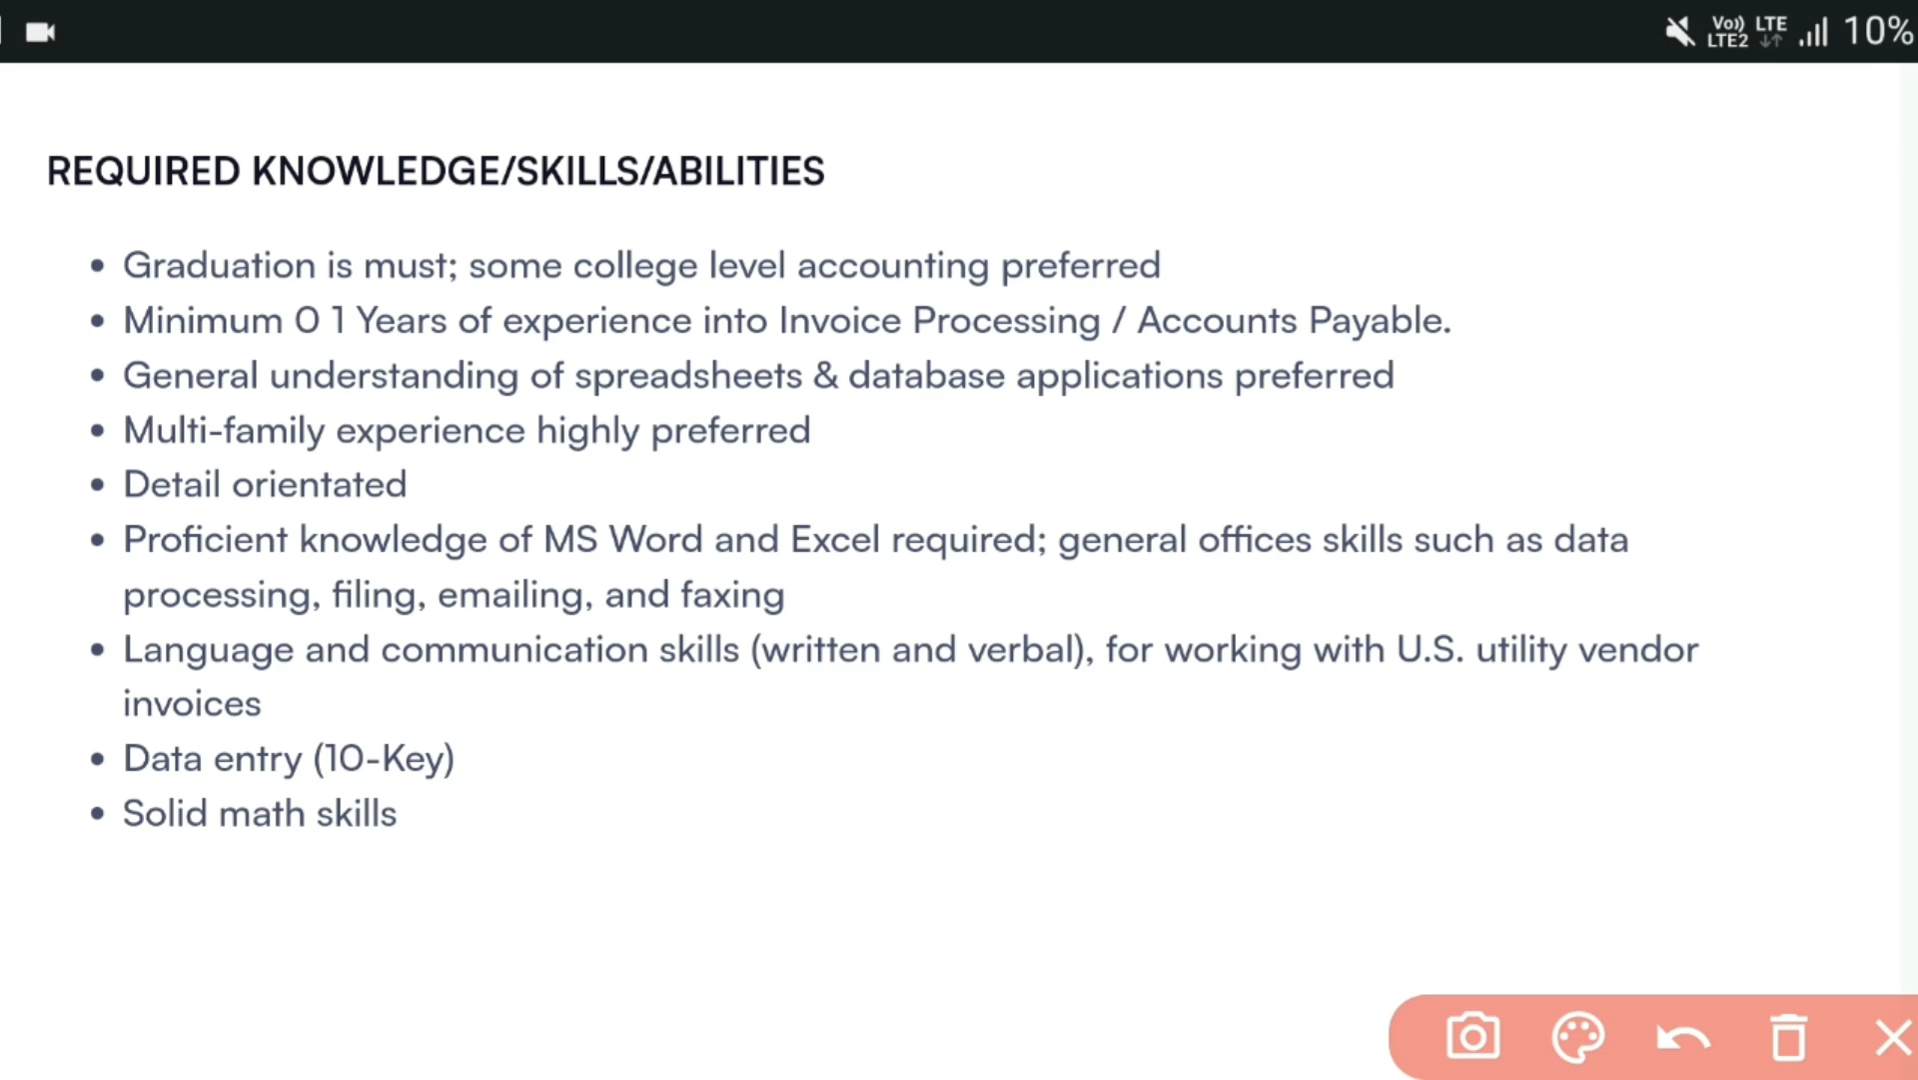 Vo)) LTE
LTE2
10%
REQUIRED KNOWLEDGE/SKILLS/ABILITIES
• Graduation is must; some college level accounting preferred
• Minimum 0 1 Years of experience into Invoice Processing / Accounts Payable.
• General understanding of spreadsheets & database applications preferred
• Multi-family experience highly preferred
• Detail orientated
• Proficient knowledge of MS Word and Excel required; general offices skills such as data
processing, filing, emailing, and faxing
• Language and communication skills (written and verbal), for working with U.S. utility vendor
invoices
• Data entry (10-Key)
• Solid math skills